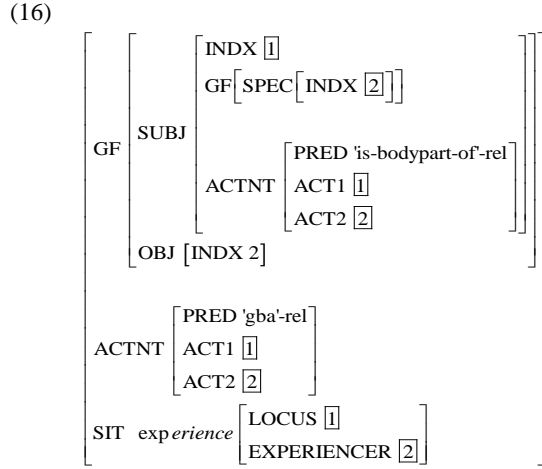 (16)
INDX 1
GF[SPEC[INDX 2]]
SUBJ
PRED 'is-bodypart-of'-rel
GF
ACTNT
ACT1 1
ACT2 2
OBJ [INDX 2]
PRED 'gba'-rel
ACTNT
ACT1 1
ACT2 2
SIT experience
LOCUS 1
EXPERIENCER 2